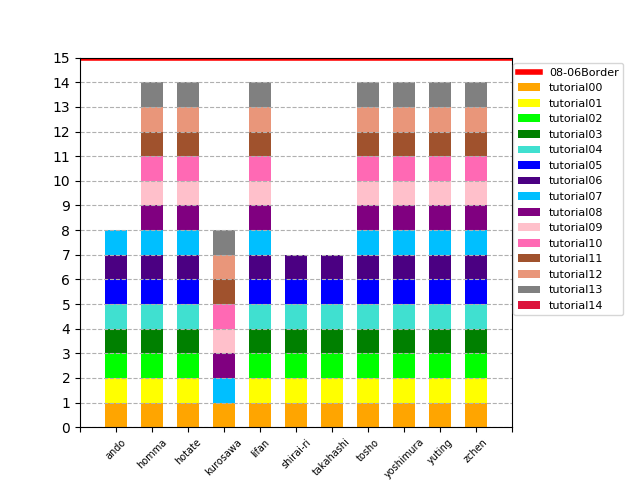 15
14
13
12
11
10
9
8
7
6
5
4
3
2
1
0
ando
homma
hotate
kurosawa
lifan
shirai-ri
takahashi
tosho
yoshimura
yuting
zchen
08-06Border
tutorial00
tutorial01
tutorial02
tutorial03
tutorial04
tutorial05
tutorial06
tutorial07
tutorial08
tutorial09
tutorial10
tutorial11
tutorial12
tutorial13
tutorial14